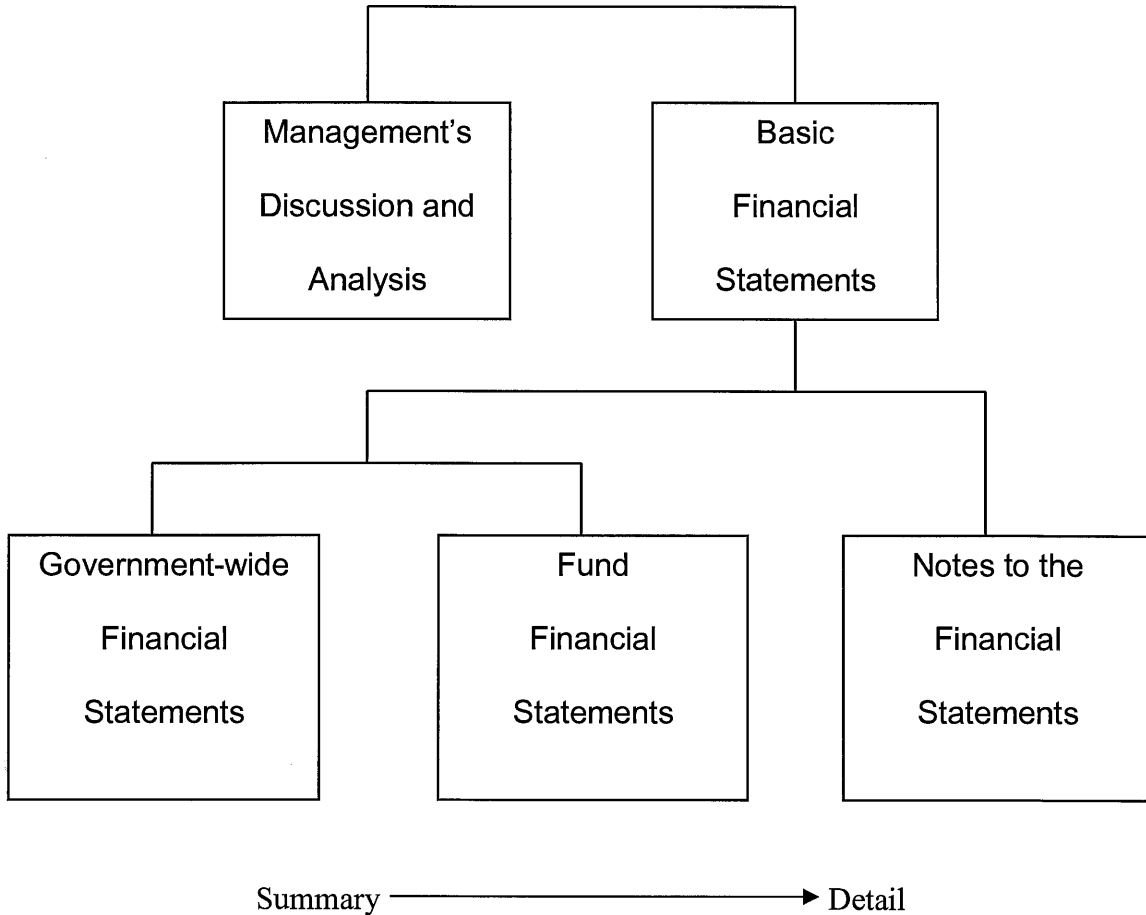 Management's
Discussion and
Analysis
Basic
Financial
Statements
Government-wide
Financial
Statements
Fund
Financial
Statements
Notes to the
Financial
Statements
Summary Detail